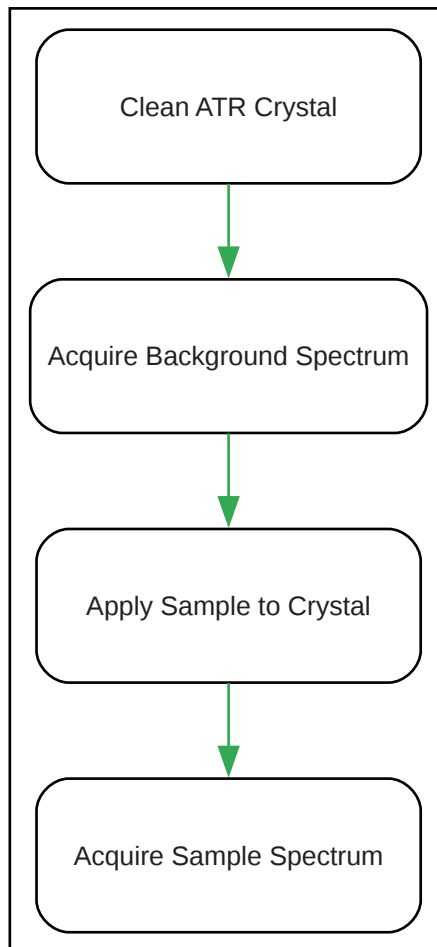 Clean ATR Crystal
Acquire Background Spectrum
Apply Sample to Crystal
Acquire Sample Spectrum